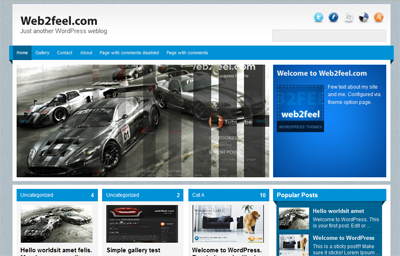 Web2feel.com
Just another WordPress weblog
Home Gallery Contact About Page with comments disabled Page with comments
Welcome to Web2feel.com
Few text about my site and me. Configured via theme option page.
web2feel
WORDPRESS THEMES
Uncategorized 4
Uncategorized 2
Cat A 10
Popular Posts
Hello worldsit amet
Welcome to WordPress. This is your first post. Edit or
Welcome to WordPress
This is a sticky post!!! Make sure it sticks! Lorem Ipsum
Hello worldsit amet felis.
Simple gallery test
Welcome to WordPress.